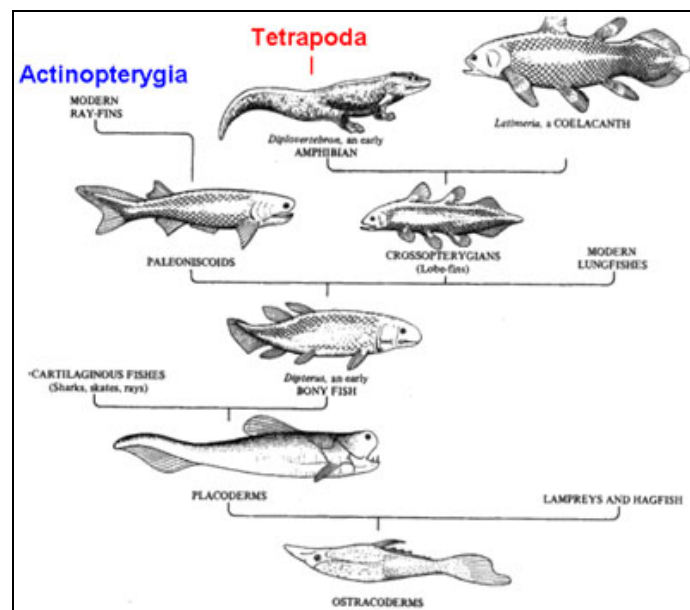 Tetrapoda
Actinopterygia
MODERN
RAY-FINS
Diplovertebron, an early
AMPHIBIAN
Latimeria, a COELACANTH
PALEONISCOIDS
CROSSOPTERYGIANS
(Lobe-fins)
MODERN
LUNGFISHES
CARTILAGINOUS FISHES
(Sharks, skates, rays)
Dipterus, an early
BONY FISH
PLACODERMS
LAMPREYS AND HAGFISH
OSTRACODERMS